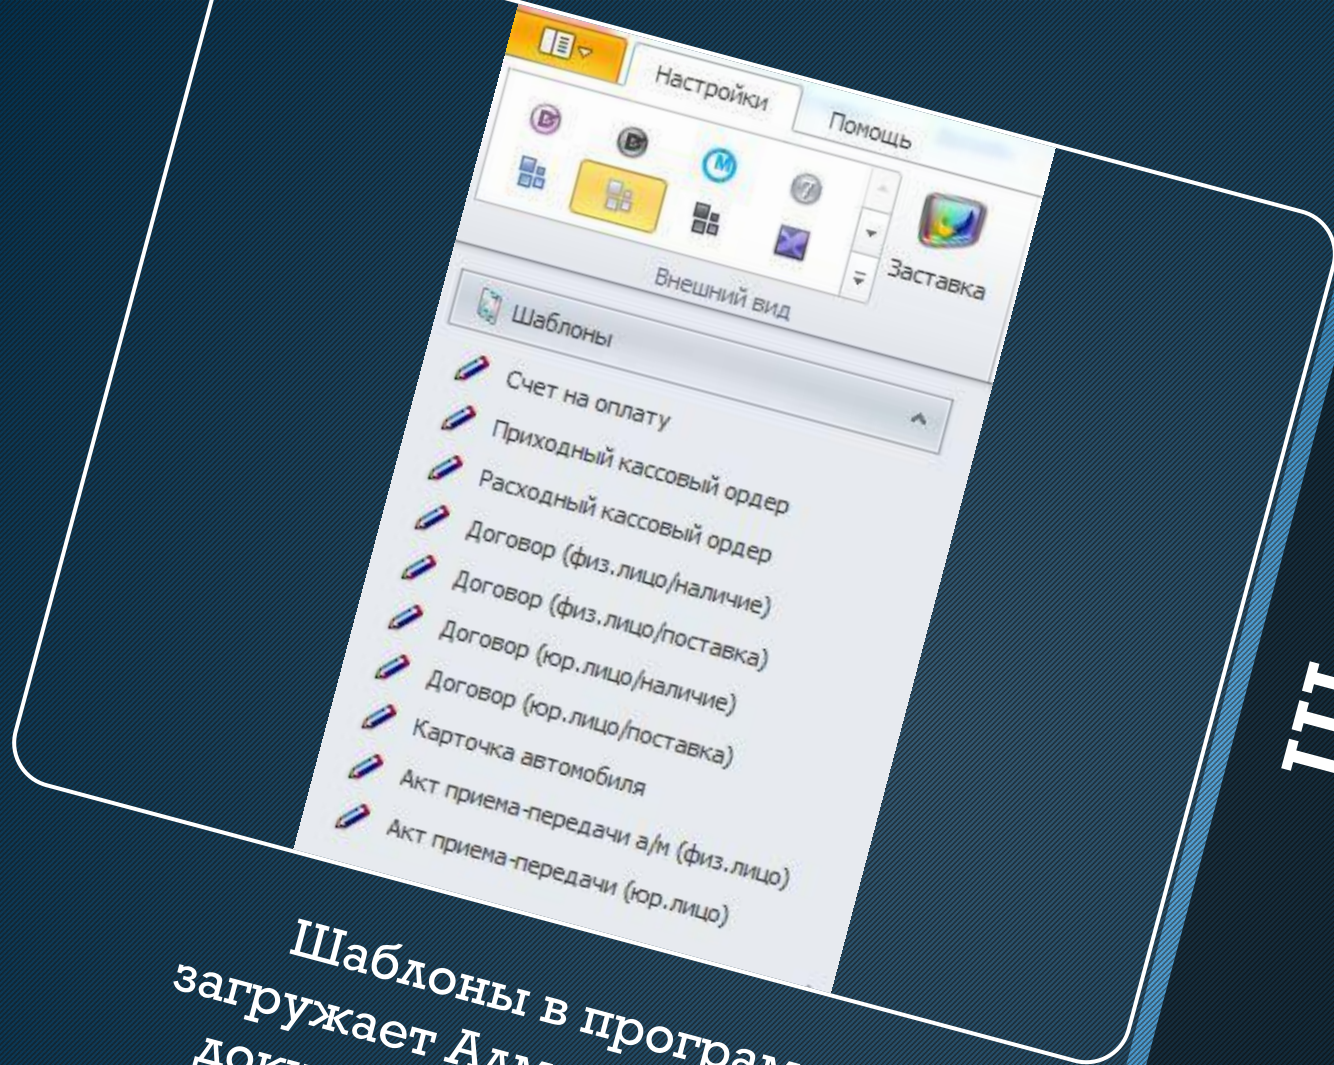 Настройки
Помощь
Заставка
Внешний вид
Шаблоны
Счет на оплату
Приходный кассовый ордер
Расходный кассовый ордер
Договор (физ.лицо/наличие)
Договор (физ.лицо/поставка)
Договор (юр.лицо/наличие)
Договор (юр.лицо/поставка)
Карточка автомобиля
Акт приема-передачи а/м (физ.лицо)
Акт приема-передачи (юр.лицо)
Шаблоны в
загружает